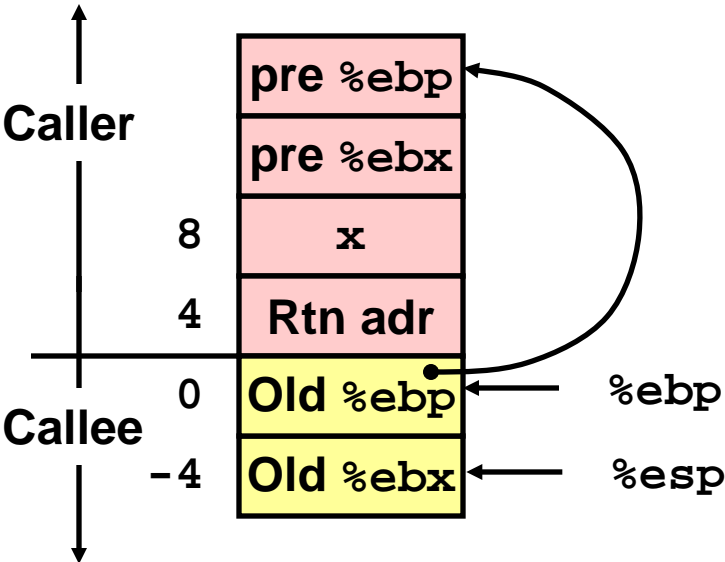 pre %ebp
Caller
pre %ebx
8 x
4 Rtn adr
0 Old %ebp %ebp
Callee
-4 Old %ebx %esp